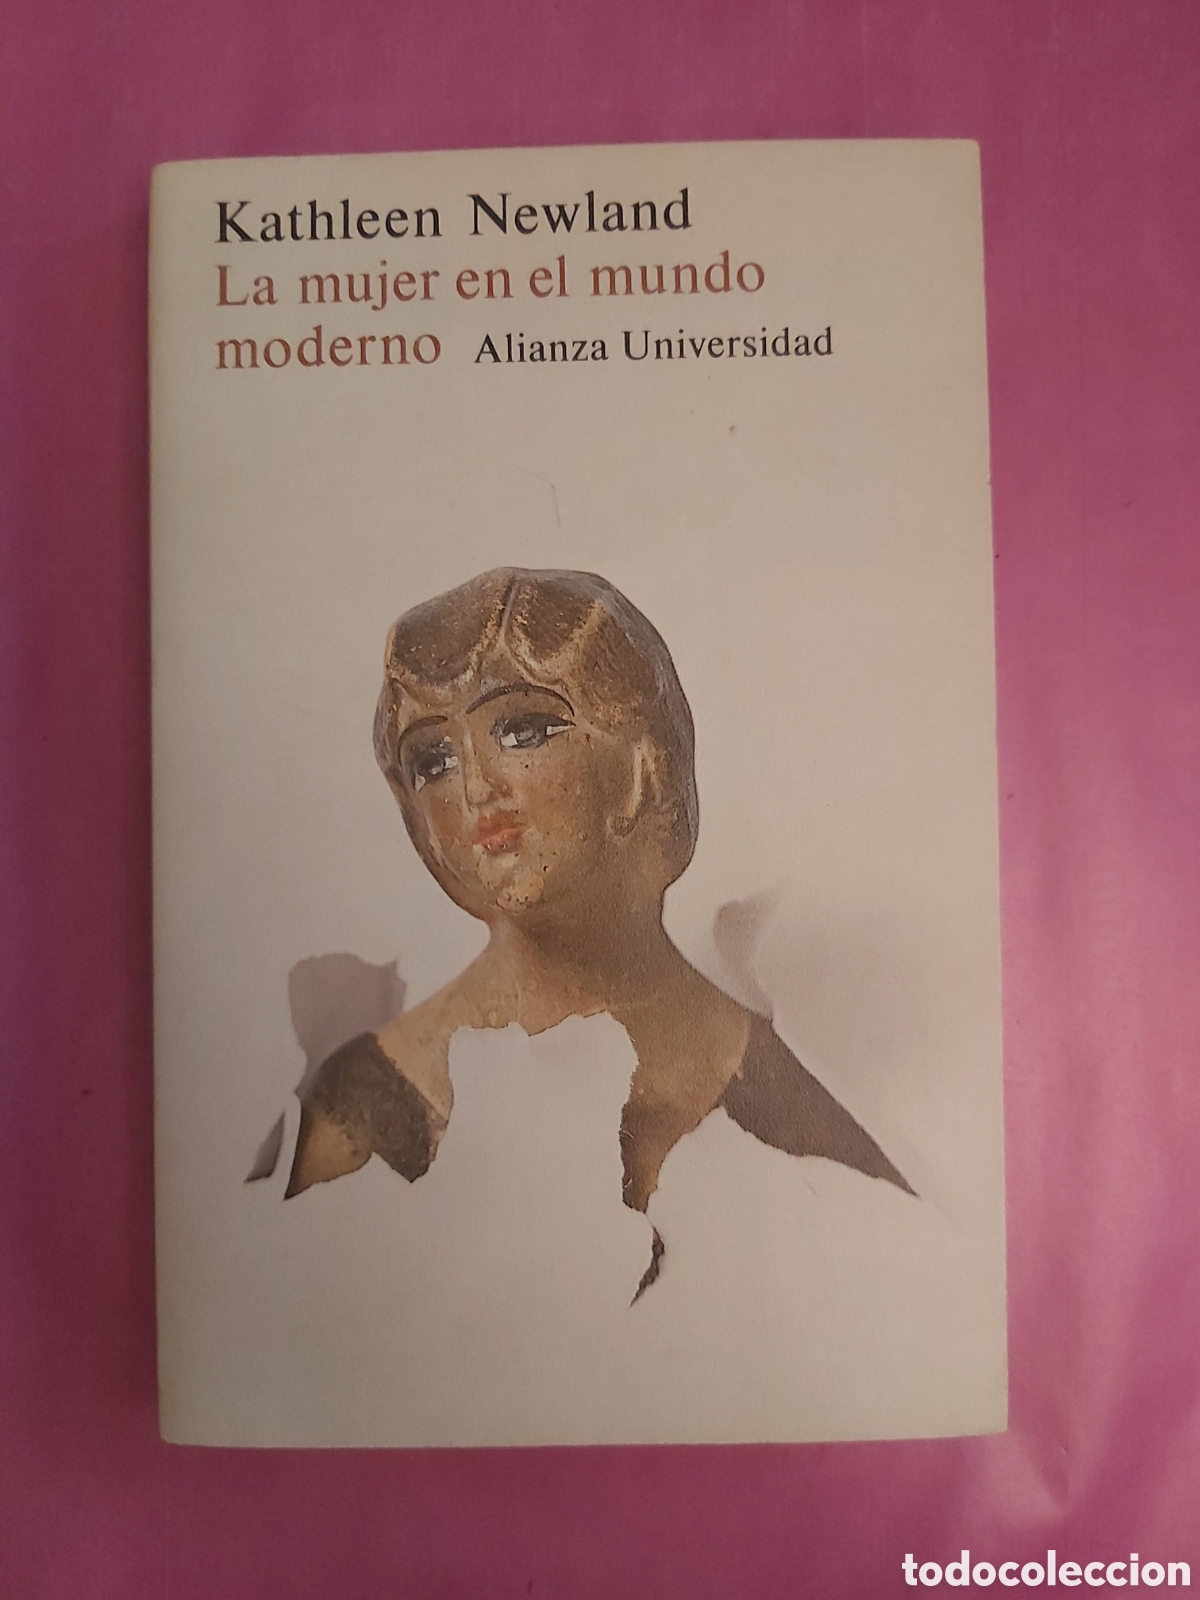 Kathleen Newland
La mujer en el mundo
moderno Alianza Universidad
todocoleccion